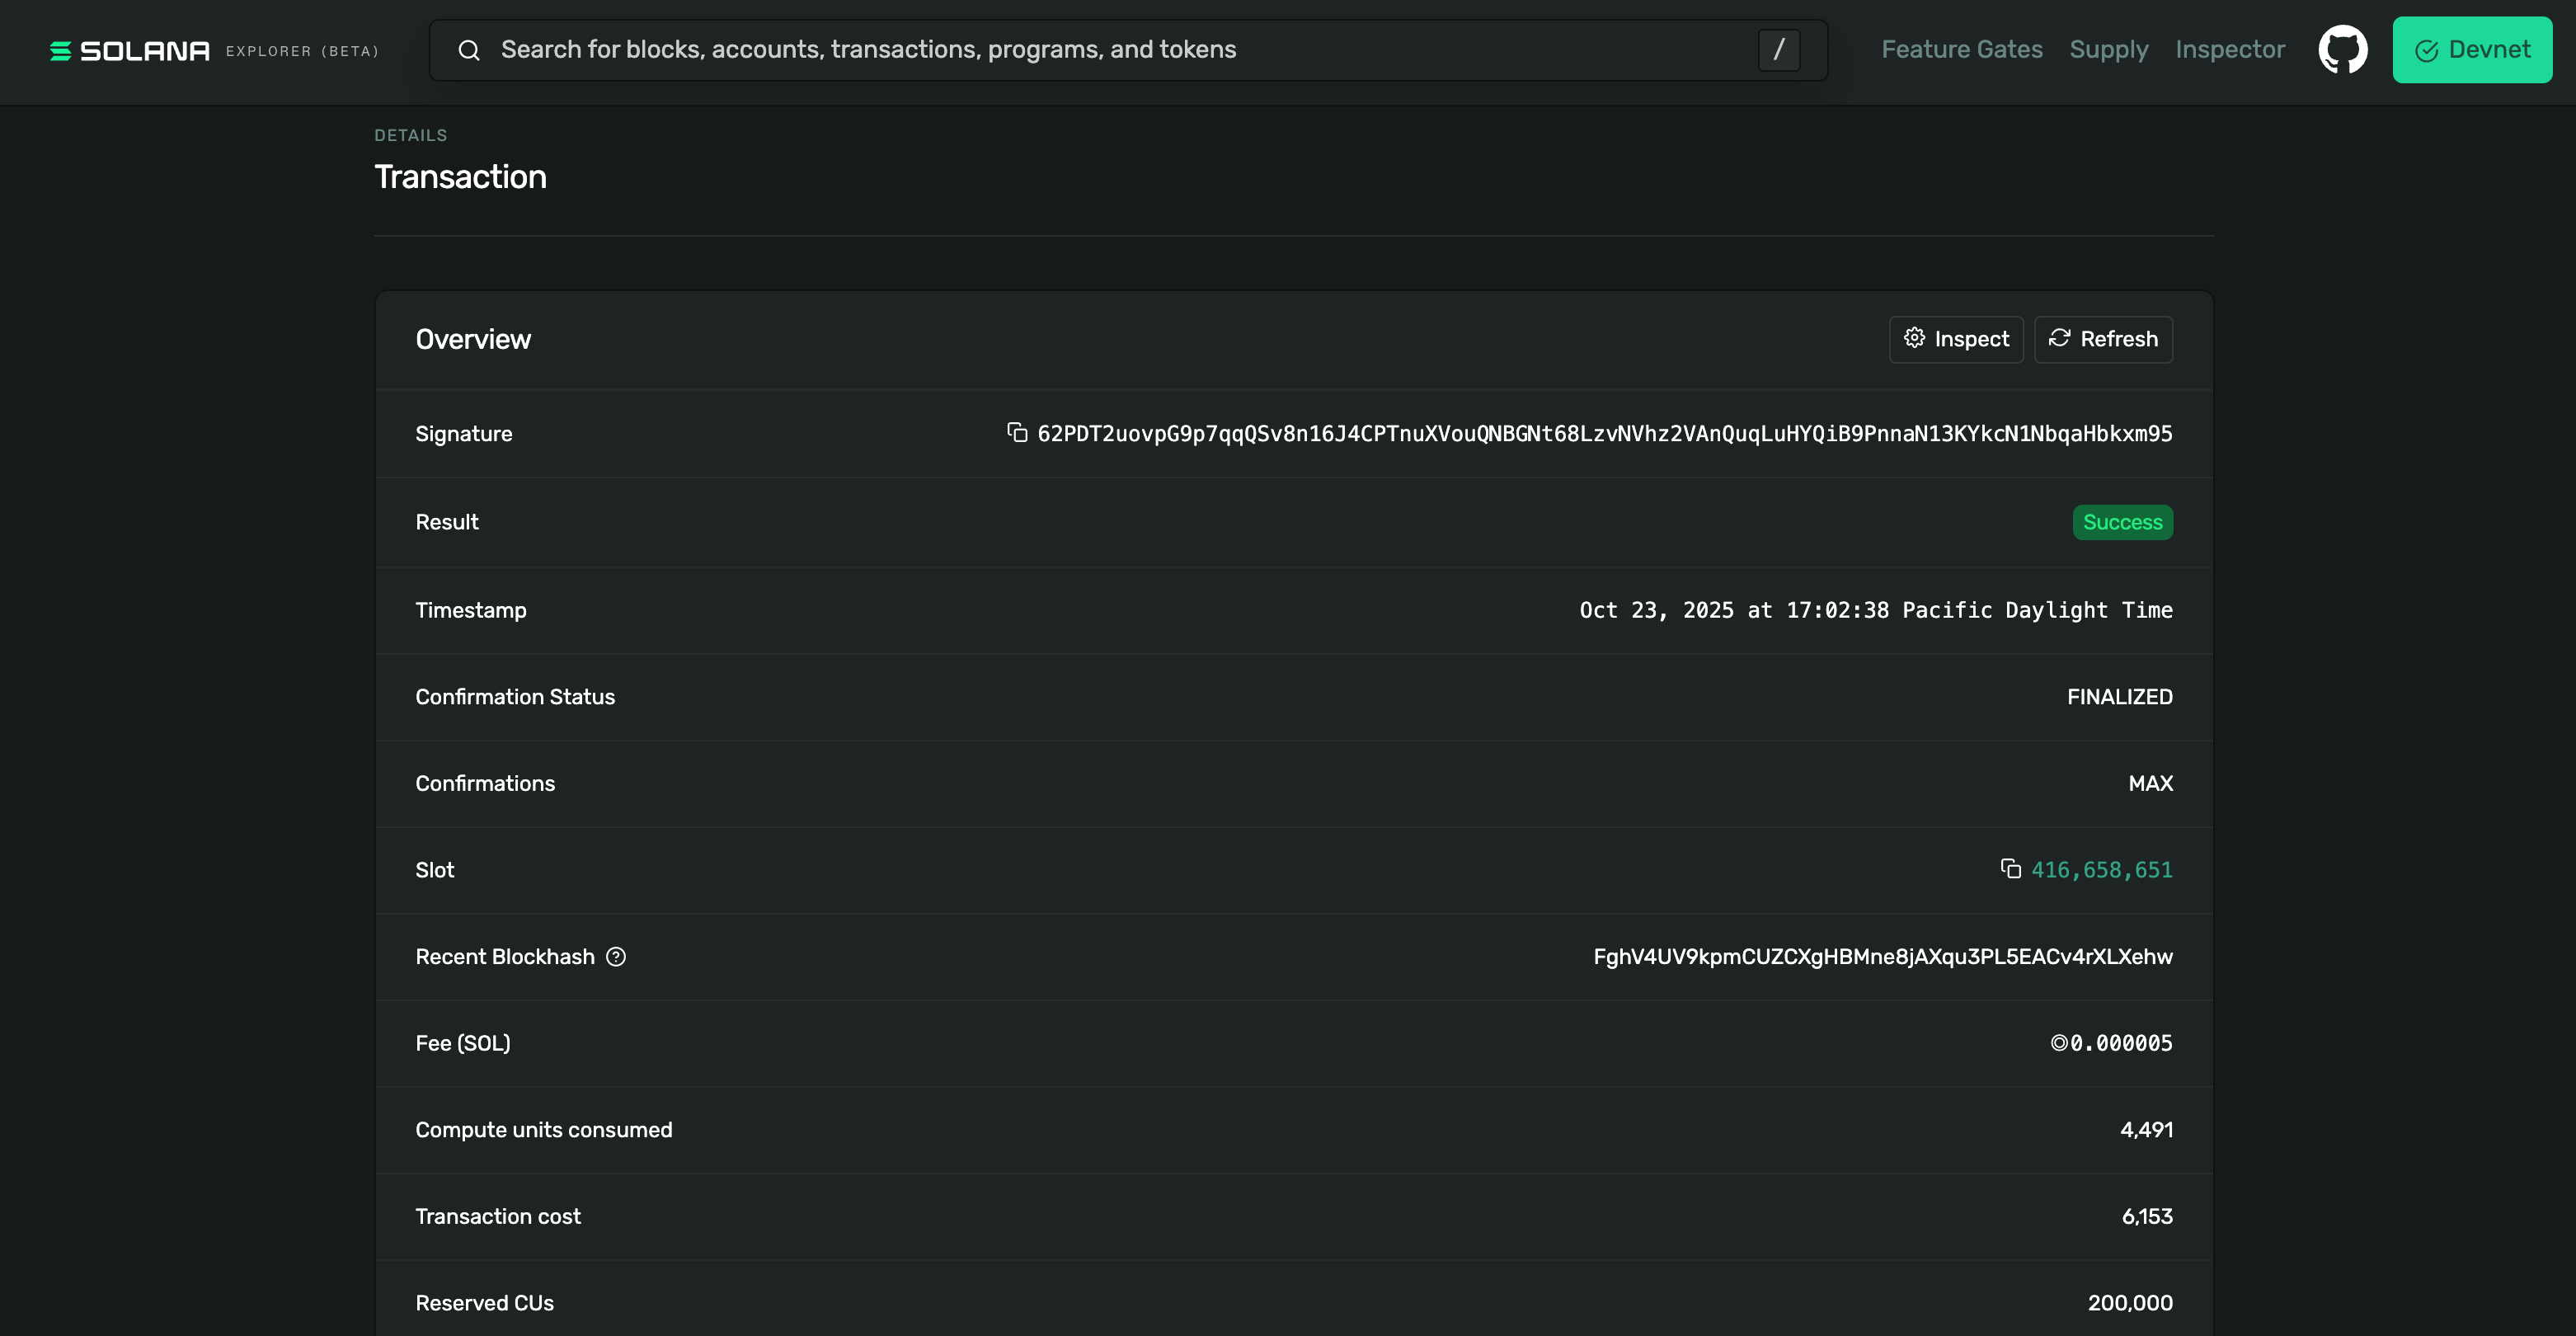 SOLANA EXPLORER (BETA)
Search for blocks, accounts, transactions, programs, and tokens /
Feature Gates Supply Inspector Devnet
DETAILS
Transaction
Overview Inspect Refresh
Signature 62PDT2uovpG9p7qqQSv8n16J4CPTnuXVouQNBGNt68LzvNVhz2VAnQuqLuHYQiB9PnnaN13KYkcN1NbqaHbkxm95
Result Success
Timestamp Oct 23, 2025 at 17:02:38 Pacific Daylight Time
Confirmation Status FINALIZED
Confirmations MAX
Slot 416,658,651
Recent Blockhash FghV4UV9kpmCUZCXgHBMne8jAXqu3PL5EACv4rXLXehw
Fee (SOL) ◎0.000005
Compute units consumed 4,491
Transaction cost 6,153
Reserved CUs 200,000